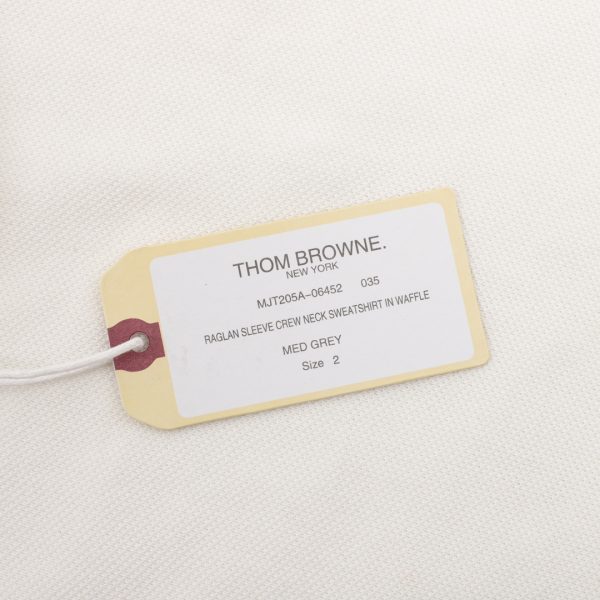 THOM BROWNE.
NEW YORK
MJT205A-06452 035
RAGLAN SLEEVE CREW NECK SWEATSHIRT IN WAFFLE
MED GREY
Size 2